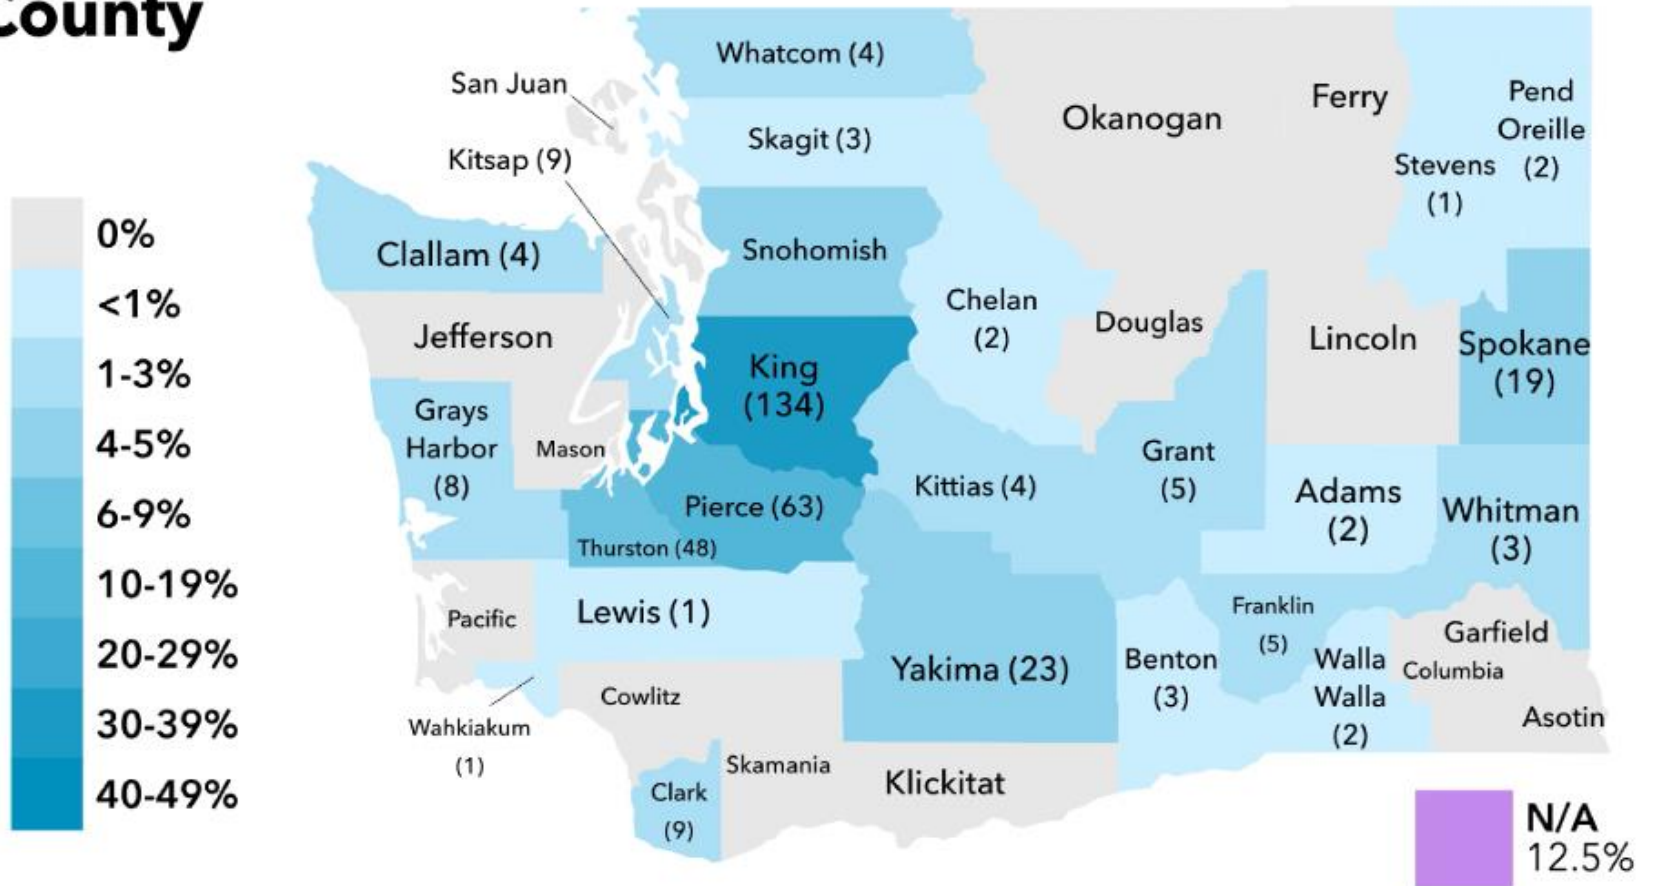 County
0%
<1%
1-3%
4-5%
6-9%
10-19%
20-29%
30-39%
40-49%
Whatcom (4)
San Juan
Skagit (3)
Kitsap (9)
Okanogan
Ferry
Pend
Oreille
(2)
Stevens
(1)
Clallam (4)
Snohomish
Chelan
(2)
Jefferson
Douglas
Lincoln
Spokane
(19)
King
(134)
Grays
Harbor
(8)
Mason
Grant
(5)
Kittias (4)
Pierce (63)
Adams
(2)
Whitman
(3)
Thurston (48)
Pacific
Lewis (1)
Franklin
(5)
Garfield
Yakima (23)
Benton
(3)
Walla
Walla
(2)
Columbia
Cowlitz
Asotin
Wahkiakum
(1)
Skamania
Klickitat
Clark
(9)
N/A
12.5%